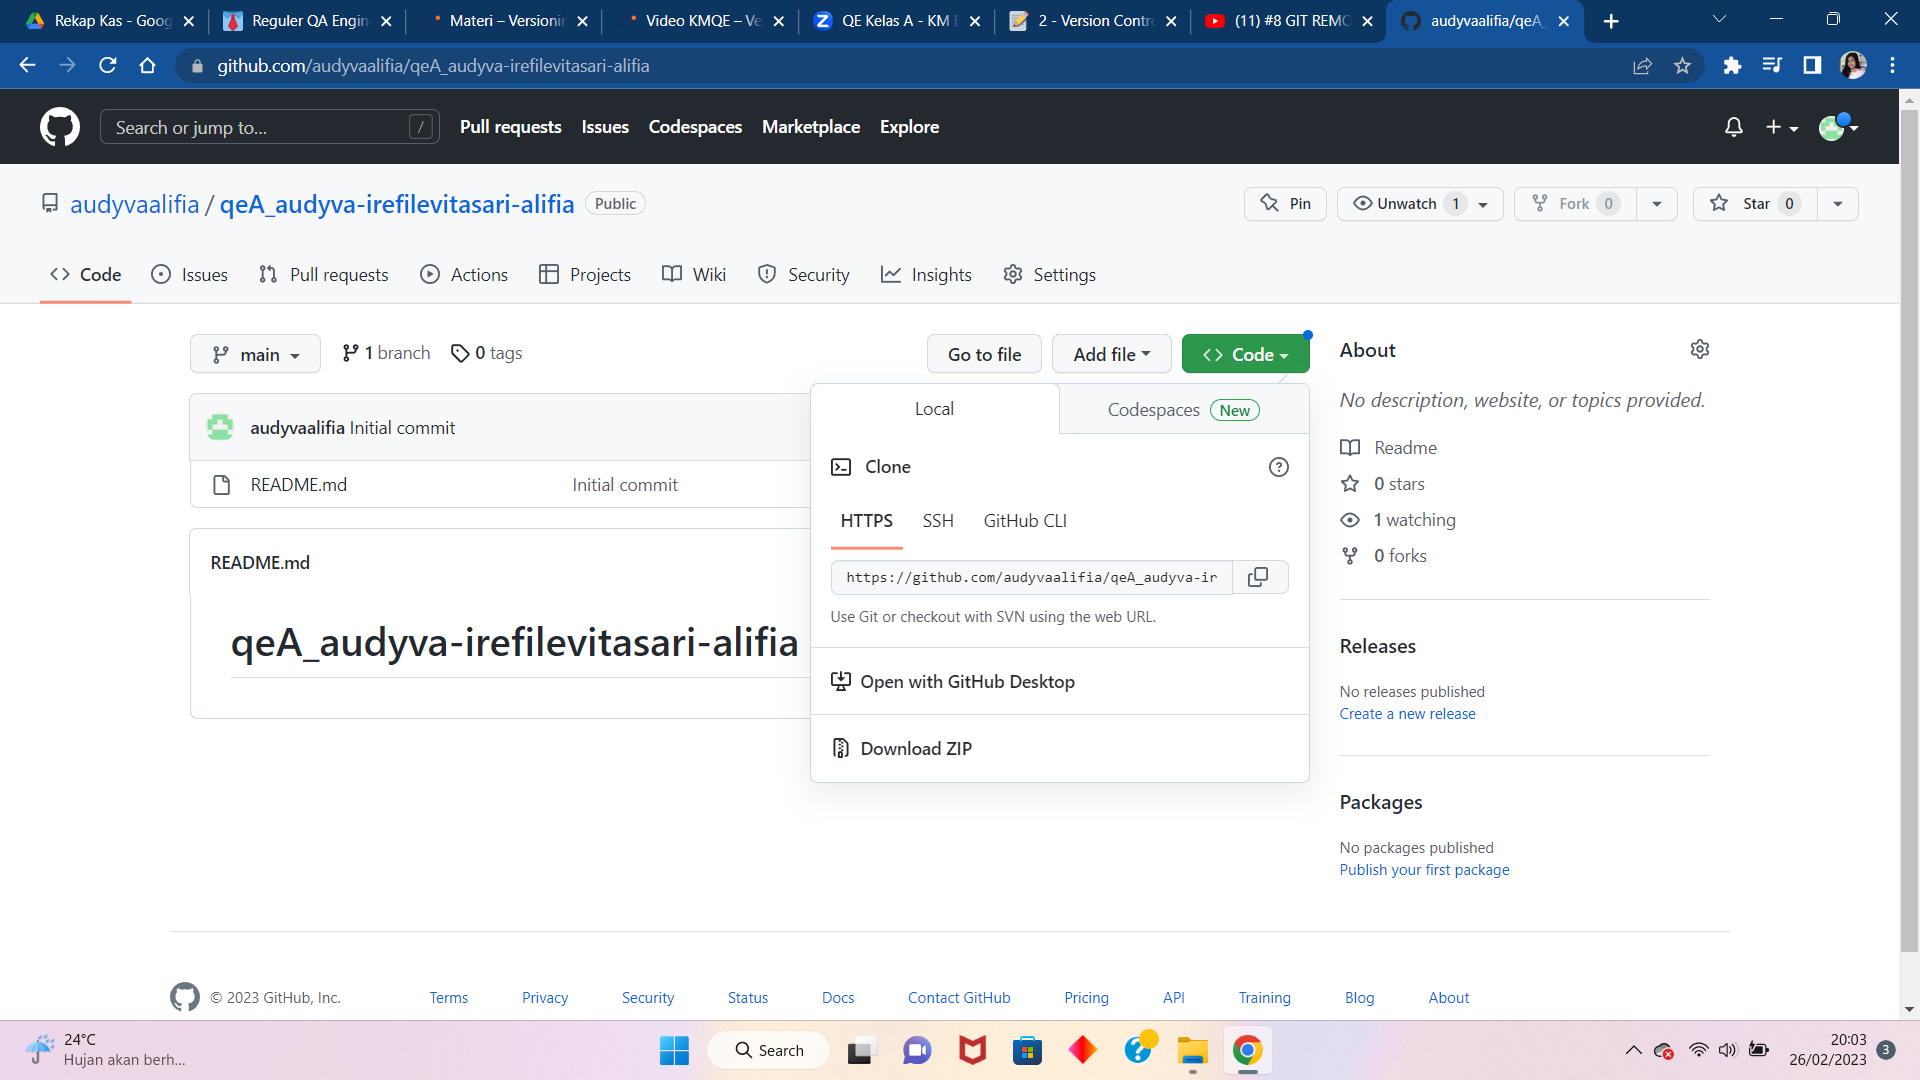 Rekap Kas - Goog
Reguler QA Engin
Materi – Versionin
Video KMQE – Ve
QE Kelas A - KM E
2 - Version Contro
(11) #8 GIT REMO
audyvaalifia/qeA_
github.com/audyvaalifia/qeA_audyva-irefilevitasari-alifia
Search or jump to...
/
Pull requests
Issues
Codespaces
Marketplace
Explore
audyvaalifia / qeA_audyva-irefilevitasari-alifia
Public
Pin
Unwatch 1
Fork 0
Star 0
Code
Issues
Pull requests
Actions
Projects
Wiki
Security
Insights
Settings
main
1 branch
0 tags
Go to file
Add file
Code
audyvaalifia Initial commit
README.md
Initial commit
README.md
qeA_audyva-irefilevitasari-alifia
Local
Codespaces New
Clone
HTTPS
SSH
GitHub CLI
https://github.com/audyvaalifia/qeA_audyva-ir
Use Git or checkout with SVN using the web URL.
Open with GitHub Desktop
Download ZIP
About
No description, website, or topics provided.
Readme
0 stars
1 watching
0 forks
Releases
No releases published
Create a new release
Packages
No packages published
Publish your first package
© 2023 GitHub, Inc.
Terms
Privacy
Security
Status
Docs
Contact GitHub
Pricing
API
Training
Blog
About
24°C
Hujan akan berh...
Search
20:03
26/02/2023
3